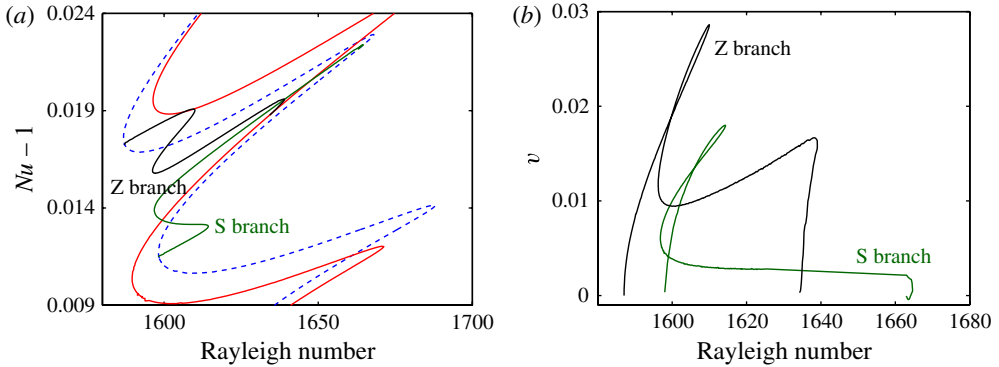 (a)
0.024
0.019
Nu − 1
0.014
0.009
Z branch
S branch
1600
1650
1700
Rayleigh number
(b)
0.03
0.02
v
0.01
0
Z branch
S branch
1600
1620
1640
1660
1680
Rayleigh number